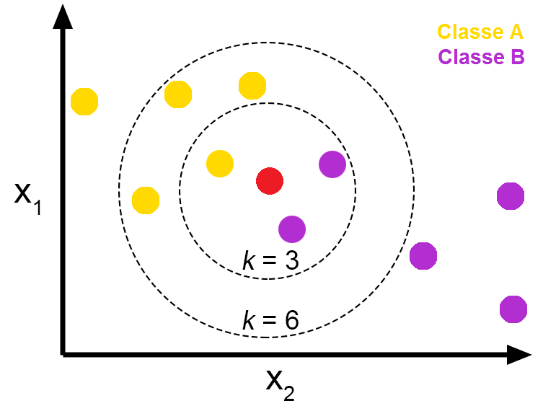 Classe A
Classe B
x₁
k = 3
k = 6
x₂